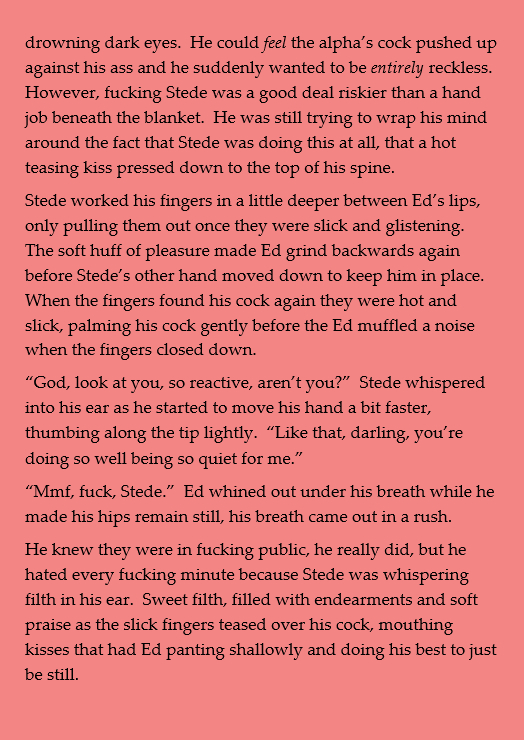 drowning dark eyes.  He could feel the alpha’s cock pushed up
against his ass and he suddenly wanted to be entirely reckless.
However, fucking Stede was a good deal riskier than a hand
job beneath the blanket.  He was still trying to wrap his mind
around the fact that Stede was doing this at all, that a hot
teasing kiss pressed down to the top of his spine.
Stede worked his fingers in a little deeper between Ed’s lips,
only pulling them out once they were slick and glistening.
The soft huff of pleasure made Ed grind backwards again
before Stede’s other hand moved down to keep him in place.
When the fingers found his cock again they were hot and
slick, palming his cock gently before the Ed muffled a noise
when the fingers closed down.
“God, look at you, so reactive, aren’t you?”  Stede whispered
into his ear as he started to move his hand a bit faster,
thumbing along the tip lightly.  “Like that, darling, you’re
doing so well being so quiet for me.”
“Mmf, fuck, Stede.”  Ed whined out under his breath while he
made his hips remain still, his breath came out in a rush.
He knew they were in fucking public, he really did, but he
hated every fucking minute because Stede was whispering
filth in his ear.  Sweet filth, filled with endearments and soft
praise as the slick fingers teased over his cock, mouthing
kisses that had Ed panting shallowly and doing his best to just
be still.